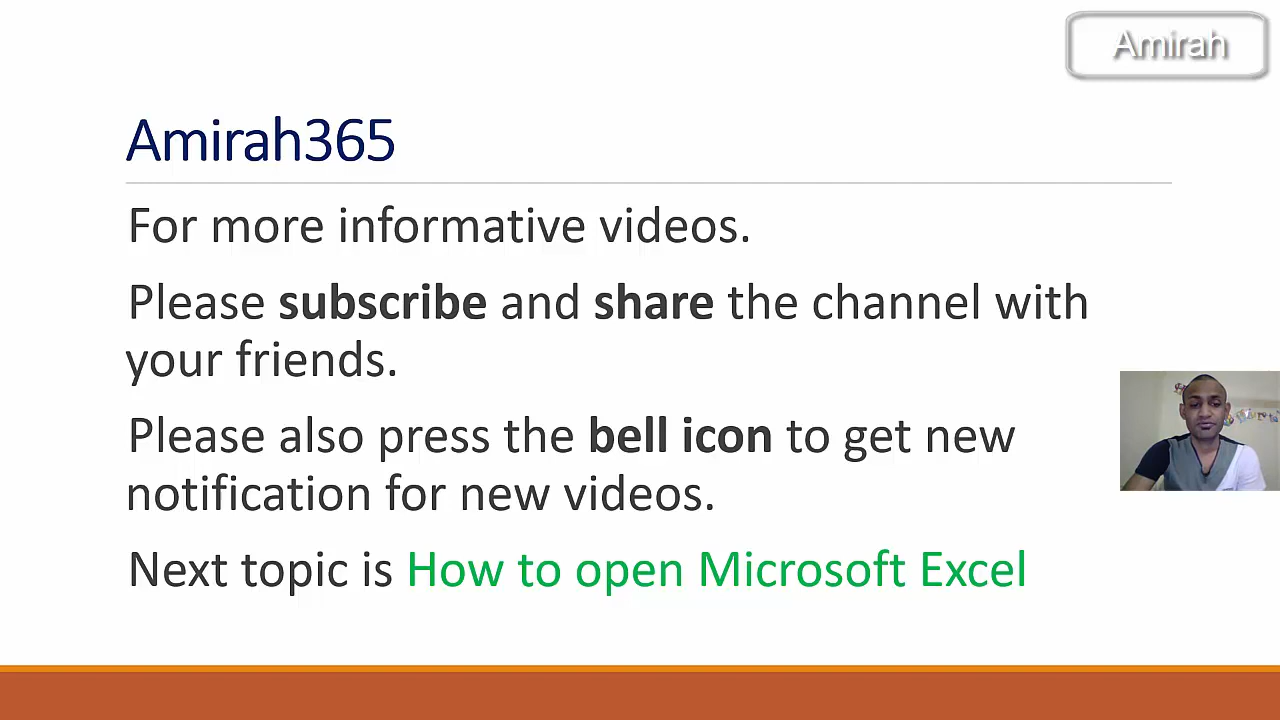 Amirah
Amirah365
For more informative videos.
Please subscribe and share the channel with
your friends.
Please also press the bell icon to get new
notification for new videos.
Next topic is How to open Microsoft Excel